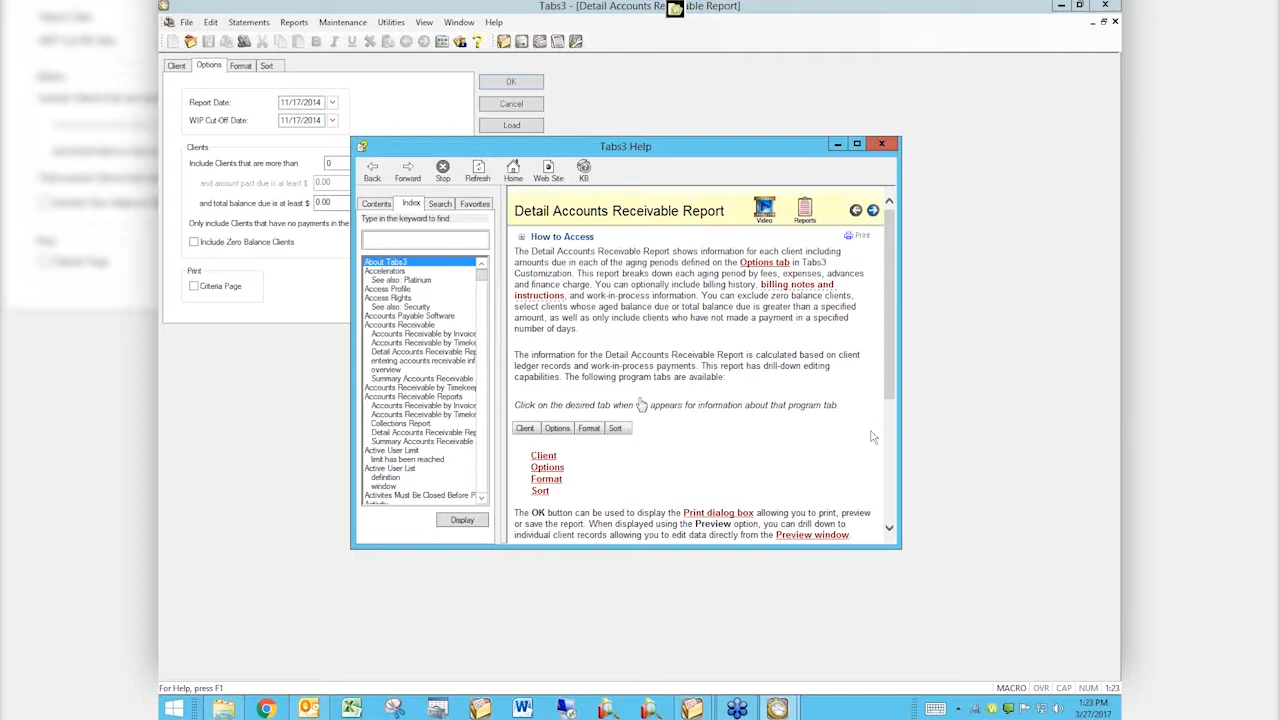 Tabs3 - [Detail Accounts Re able Report]
File Edit Statements Reports Maintenance Utilities View Window Help
Client Options Format Sort
OK
Report Date: 11/17/2014
Cancel
WIP Cut-Off Date: 11/17/2014
Load
Clients
Include Clients that are more than 0
and amount past due is at least $ 0.00
and total balance due is at least $ 0.00
Only include Clients that have no payments in the
Include Zero Balance Clients
Print
Criteria Page
Tabs3 Help
Back Forward Stop Refresh Home Web Site KB
Contents Index Search Favorites
Type in the keyword to find:
About Tabs3
Accelerators
See also: Platinum
Access Profile
Access Rights
See also: Security
Accounts Payable Software
Accounts Receivable
Accounts Receivable by Invoice
Accounts Receivable by Timeke
Detail Accounts Receivable Rep
entering accounts receivable inf
overview
Summary Accounts Receivable
Accounts Receivable by Timekeep
Accounts Receivable Reports
Accounts Receivable by Invoice
Accounts Receivable by Timeke
Collections Report
Detail Accounts Receivable Rep
Summary Accounts Receivable
Active User Limit
limit has been reached
Active User List
definition
window
Activites Must Be Closed Before P
Display
Detail Accounts Receivable Report
Video Reports
How to Access
Print
The Detail Accounts Receivable Report shows information for each client including
amounts due in each of the aging periods defined on the Options tab in Tabs3
Customization. This report breaks down each aging period by fees, expenses, advances
and finance charge. You can optionally include billing history, billing notes and
instructions, and work-in-process information. You can exclude zero balance clients,
select clients whose aged balance due or total balance due is greater than a specified
amount, as well as only include clients who have not made a payment in a specified
number of days.
The information for the Detail Accounts Receivable Report is calculated based on client
ledger records and work-in-process payments. This report has drill-down editing
capabilities. The following program tabs are available:
Click on the desired tab when appears for information about that program tab.
Client Options Format Sort
Client
Options
Format
Sort
The OK button can be used to display the Print dialog box allowing you to print, preview
or save the report. When displayed using the Preview option, you can drill down to
individual client records allowing you to edit data directly from the Preview window.
For Help, press F1
MACRO OVR CAP NUM 1:23
1:23 PM
3/27/2017